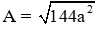 A = √144a²